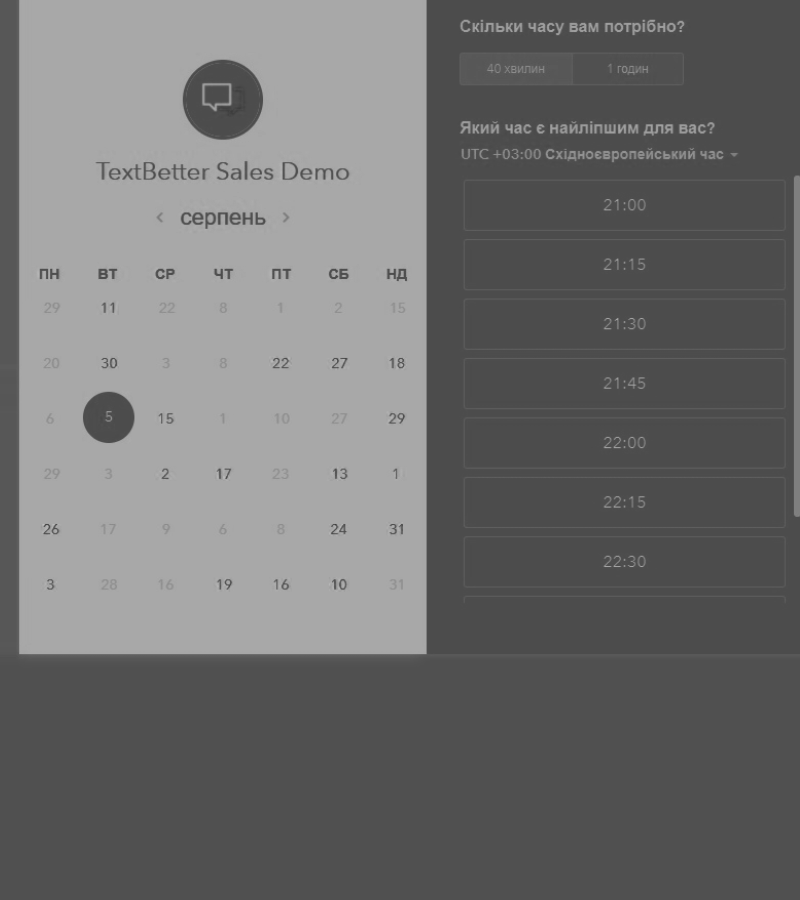 TextBetter Sales Demo
серпень
ПН ВТ СР ЧТ ПТ СБ НД
29 11 22 8 1 2 15
20 30 3 8 22 27 18
6 5 15 1 10 27 29
29 3 2 17 23 13 1
26 17 9 6 8 24 31
3 28 16 19 16 10 31
Скільки часу вам потрібно?
40 хвилин 1 годин
Який час є найліпшим для вас?
UTC +03:00 Східноєвропейський час
21:00
21:15
21:30
21:45
22:00
22:15
22:30